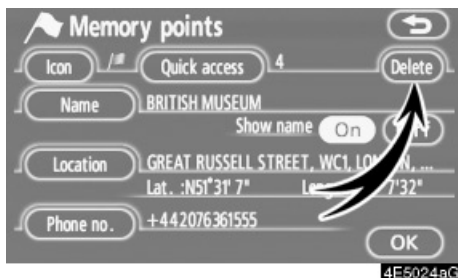 Memory points
Icon Quick access 4 Delete
Name BRITISH MUSEUM
Show name On
Location GREAT RUSSELL STREET, WC1, ...
Lat. :N51°31' 7" 7'32"
Phone no. +442076361555
OK
4E5024aG